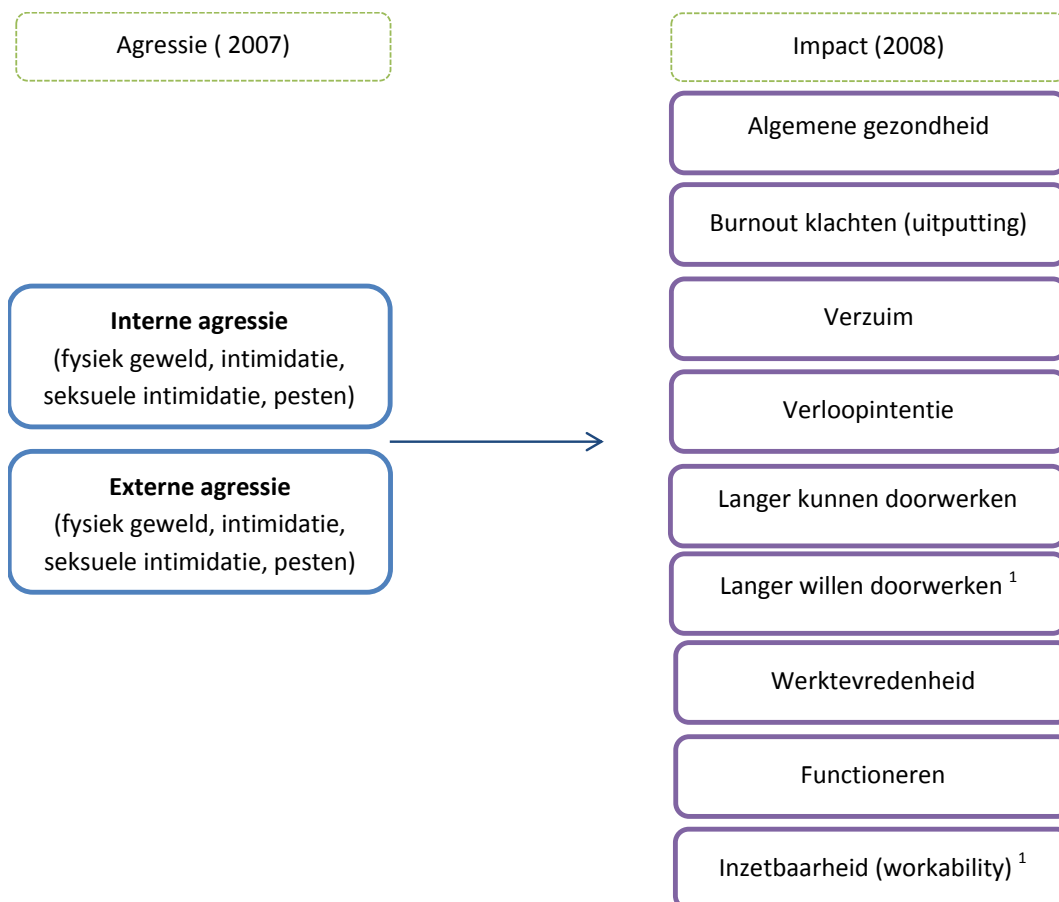 Agressie ( 2007)
Interne agressie
(fysiek geweld, intimidatie,
seksuele intimidatie, pesten)
Externe agressie
(fysiek geweld, intimidatie,
seksuele intimidatie, pesten)
Impact (2008)
Algemene gezondheid
Burnout klachten (uitputting)
Verzuim
Verloopintentie
Langer kunnen doorwerken
Langer willen doorwerken ¹
Werktevredenheid
Functioneren
Inzetbaarheid (workability) ¹